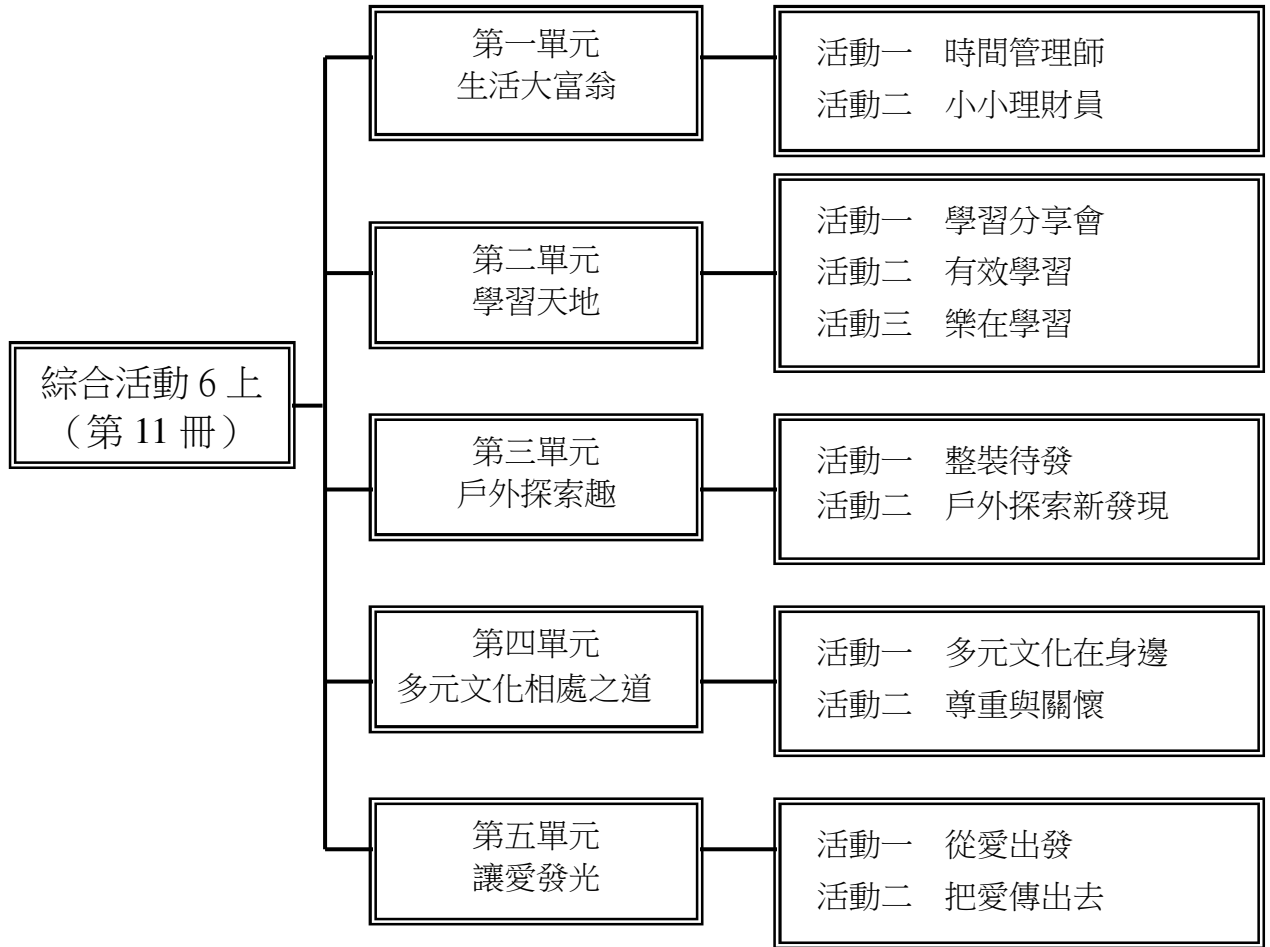 綜合活動 6 上
（第 11 冊）
第一單元
生活大富翁
活動一 時間管理師
活動二 小小理財員
第二單元
學習天地
活動一 學習分享會
活動二 有效學習
活動三 樂在學習
第三單元
戶外探索趣
活動一 整裝待發
活動二 戶外探索新發現
第四單元
多元文化相處之道
活動一 多元文化在身邊
活動二 尊重與關懷
第五單元
讓愛發光
活動一 從愛出發
活動二 把愛傳出去